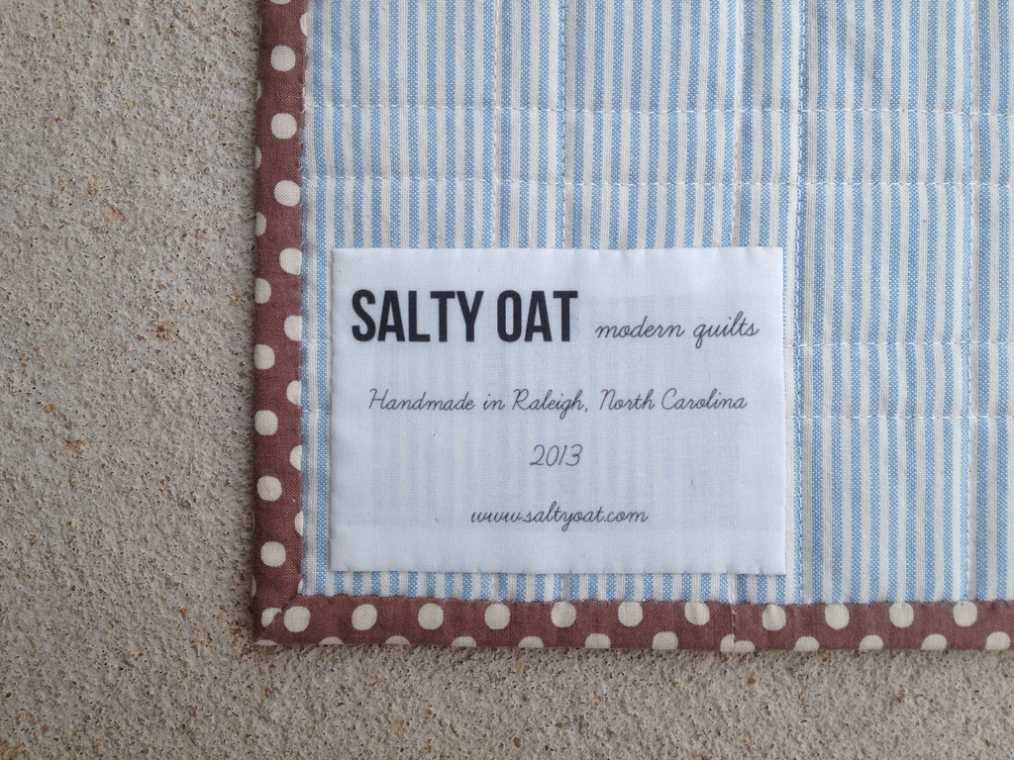 SALTY OAT modern quilts
Handmade in Raleigh, North Carolina
2013
www.saltyoat.com